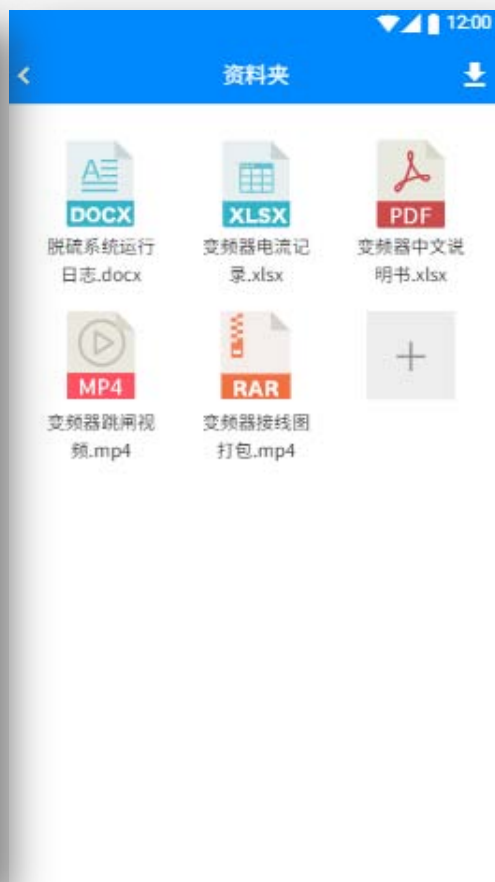 12:00
资料夹
DOCX
XLSX
PDF
脱硫系统运行
日志.docx
变频器电流记
录.xlsx
变频器中文说
明书.xlsx
MP4
RAR
变频器跳闸视
频.mp4
变频器接线图
打包.mp4